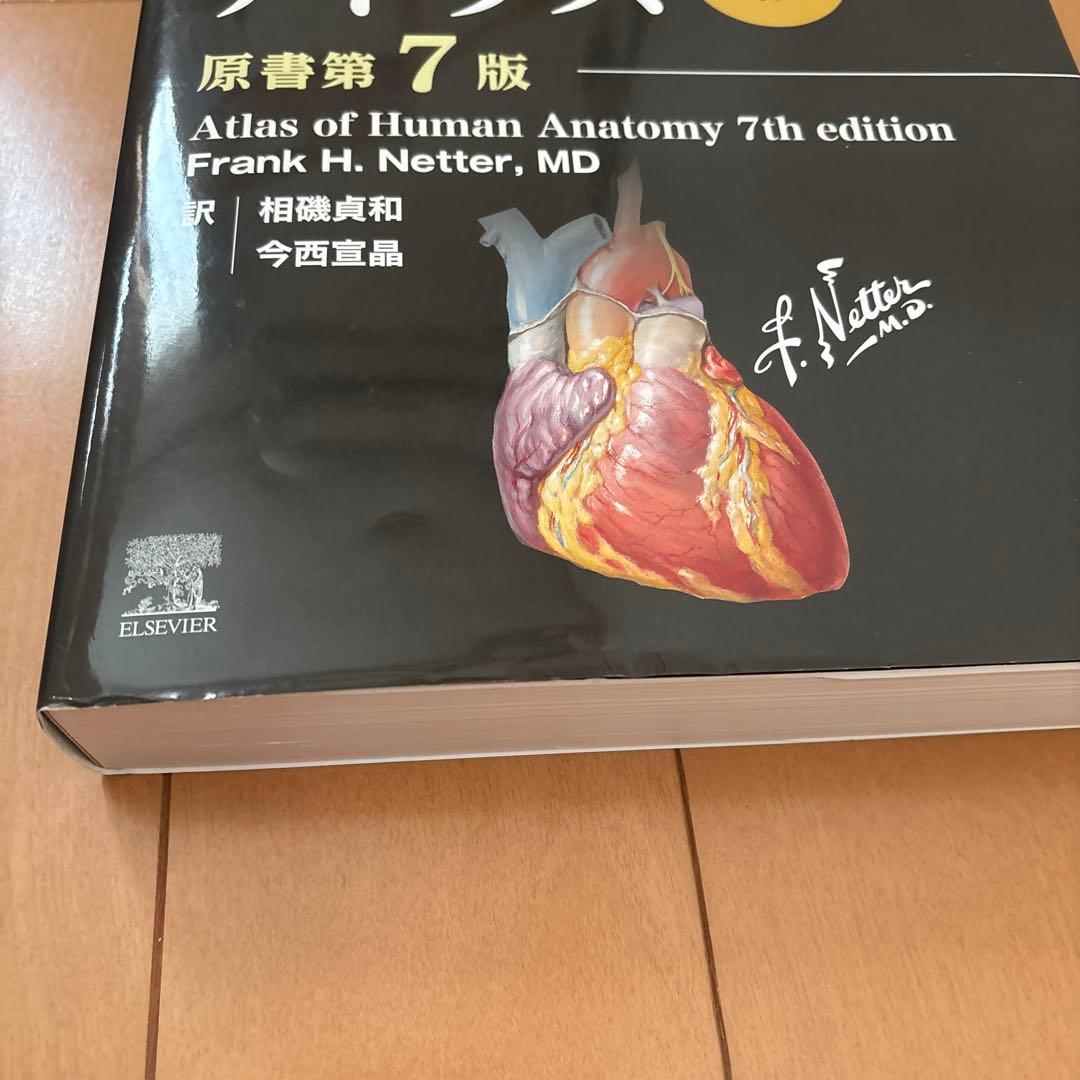 原書第7版
Atlas of Human Anatomy 7th edition
Frank H. Netter, MD
訳 相磯貞和
今西宣晶
F. Netter
M.D.
ELSEVIER